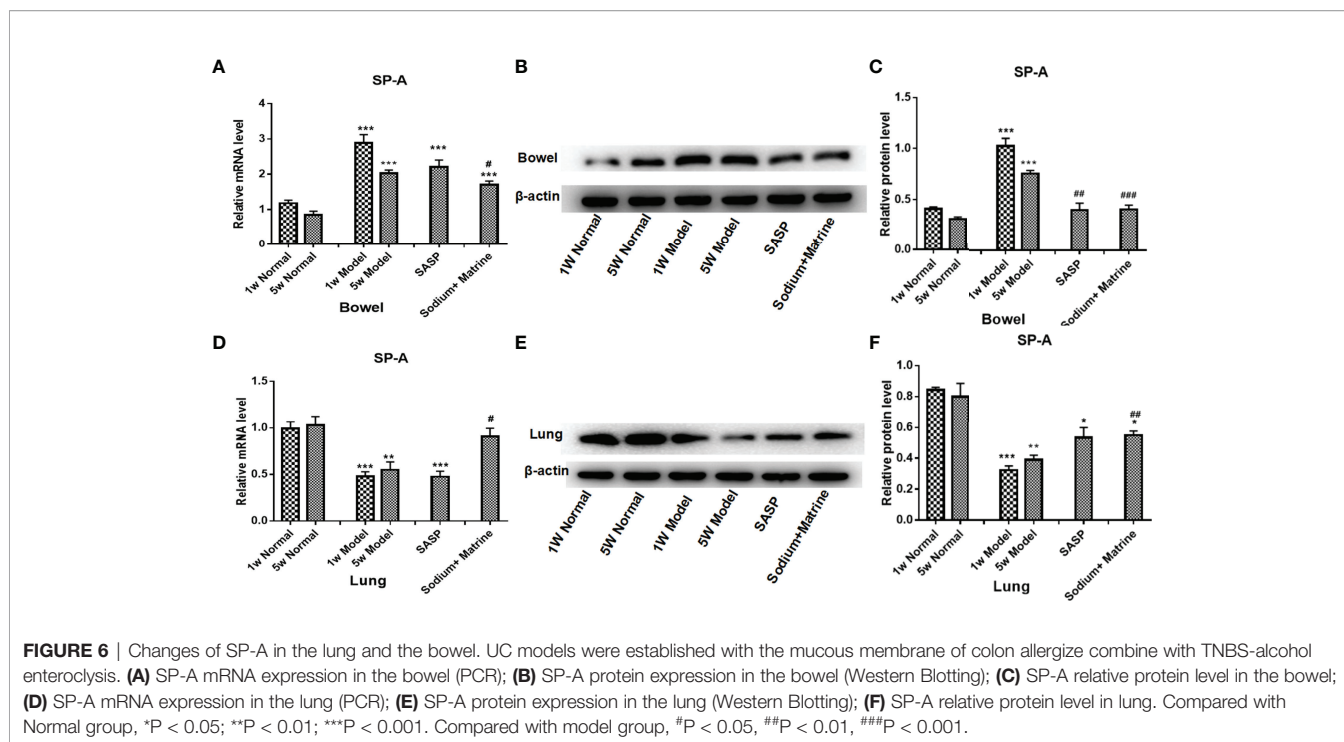 A
SP-A
Relative mRNA level
4
3
2
1
0
***
***
***
#
***
1w Normal
5w Normal
1w Model
5w Model
SASP
Sodium+ Matrine
Bowel
B
Bowel
β-actin
1W Normal
5W Normal
1W Model
5W Model
SASP
Sodium+Matrine
C
SP-A
Relative protein level
1.5
1.0
0.5
0.0
***
***
##
###
1w Normal
5w Normal
1w Model
5w Model
SASP
Sodium+ Matrine
Bowel
D
SP-A
Relative mRNA level
1.5
1.0
0.5
0.0
***
**
***
#
1w Normal
5w Normal
1w Model
5w Model
SASP
Sodium+ Matrine
Lung
E
Lung
β-actin
1W Normal
5W Normal
1W Model
5W Model
SASP
Sodium+Matrine
F
SP-A
Relative protein level
1.0
0.8
0.6
0.4
0.2
0.0
***
**
*
##
*
1w Normal
5w Normal
1w Model
5w Model
SASP
Sodium+ Matrine
Lung
FIGURE 6 | Changes of SP-A in the lung and the bowel. UC models were established with the mucous membrane of colon allergize combine with TNBS-alcohol
enteroclysis. (A) SP-A mRNA expression in the bowel (PCR); (B) SP-A protein expression in the bowel (Western Blotting); (C) SP-A relative protein level in the bowel;
(D) SP-A mRNA expression in the lung (PCR); (E) SP-A protein expression in the lung (Western Blotting); (F) SP-A relative protein level in lung. Compared with
Normal group, *P < 0.05; **P < 0.01; ***P < 0.001. Compared with model group, #P < 0.05, ##P < 0.01, ###P < 0.001.